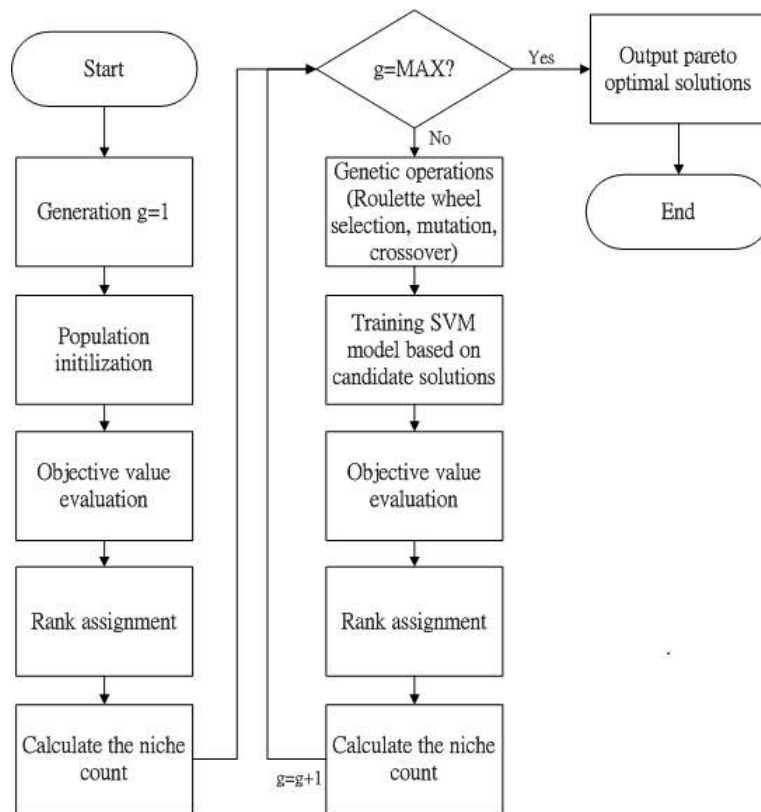 Start
Generation g=1
Population
initilization
Objective value
evaluation
Rank assignment
Calculate the niche
count
g=MAX?
Yes
No
Genetic operations
(Roulette wheel
selection, mutation,
crossover)
Training SVM
model based on
candidate solutions
Objective value
evaluation
Rank assignment
Calculate the niche
count
g=g+1
Output pareto
optimal solutions
End